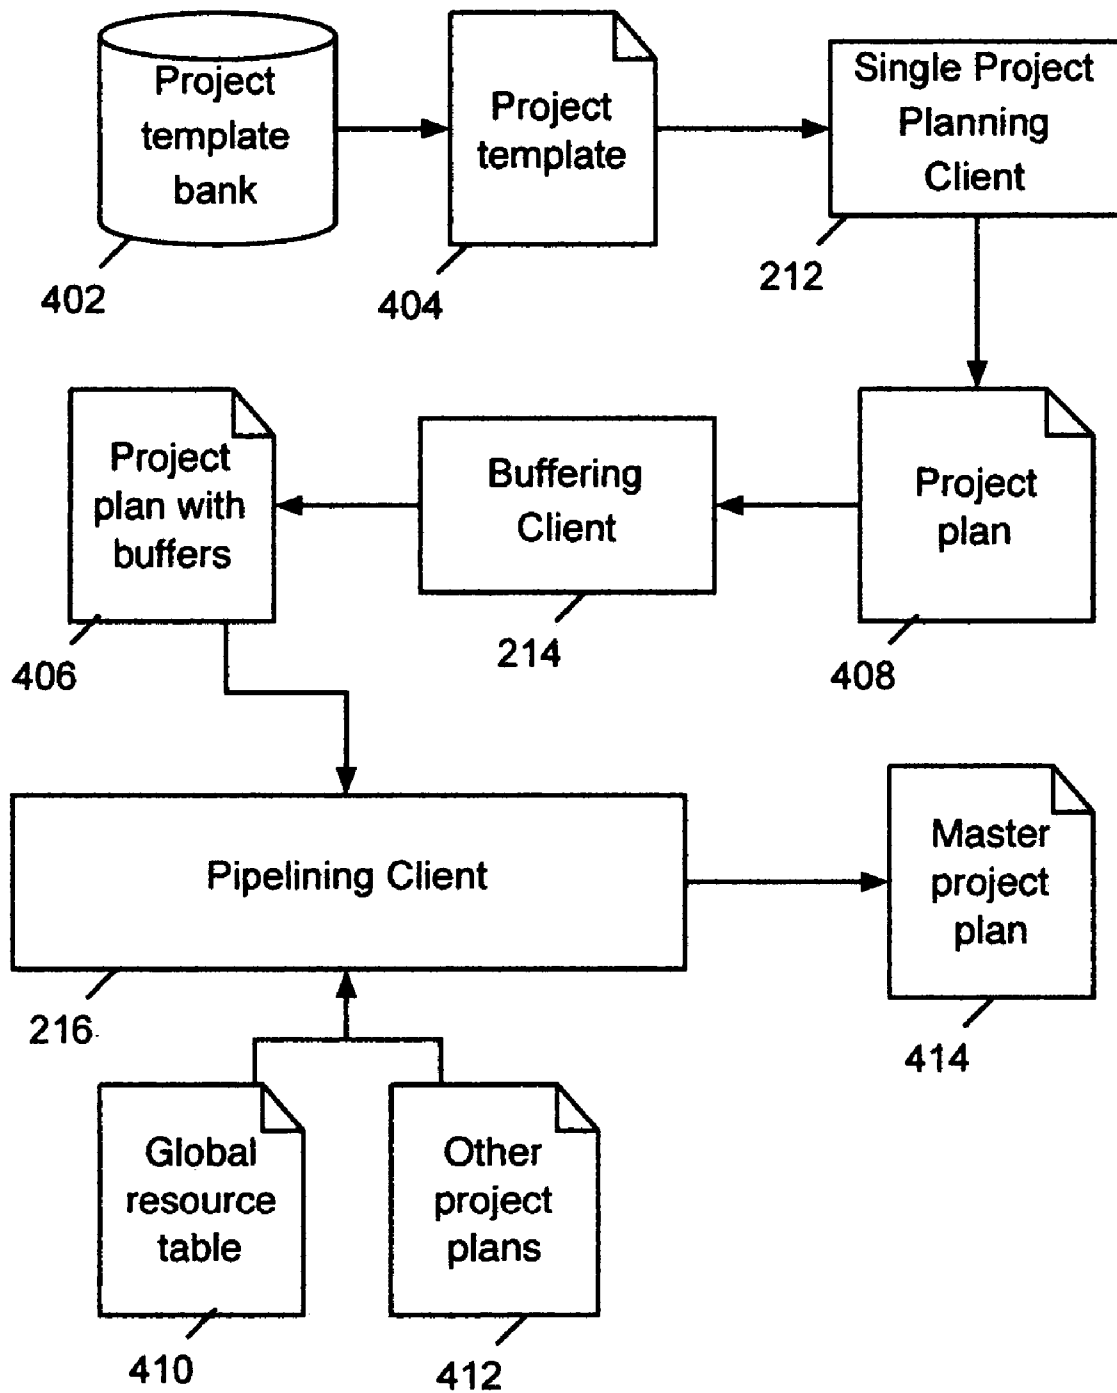 Project
template
bank
402
Project
template
404
Single Project
Planning
Client
212
Project
plan with
buffers
406
Buffering
Client
214
Project
plan
408
Pipelining Client
216
Master
project
plan
414
Global
resource
table
410
Other
project
plans
412